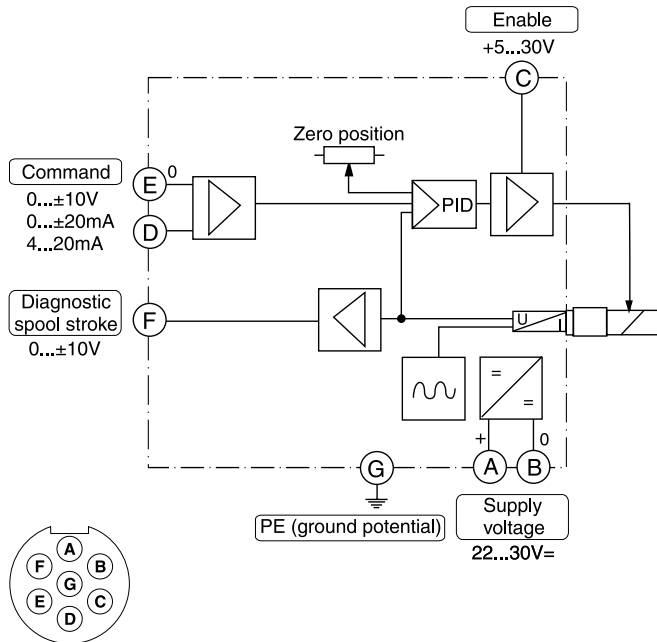 Enable
+5...30V
C
Zero position
Command
0...±10V
0...±20mA
4...20mA
E
0
D
PID
Diagnostic
spool stroke
0...±10V
F
U
I
=
=
+
0
G
A
B
PE (ground potential)
Supply
voltage
22...30V=
A
F
B
G
E
C
D